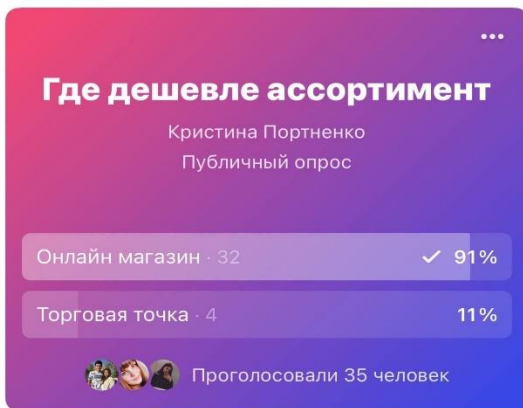 Где дешевле ассортимент
Кристина Портненко
Публичный опрос
Онлайн магазин · 32 91%
Торговая точка · 4 11%
Проголосовали 35 человек